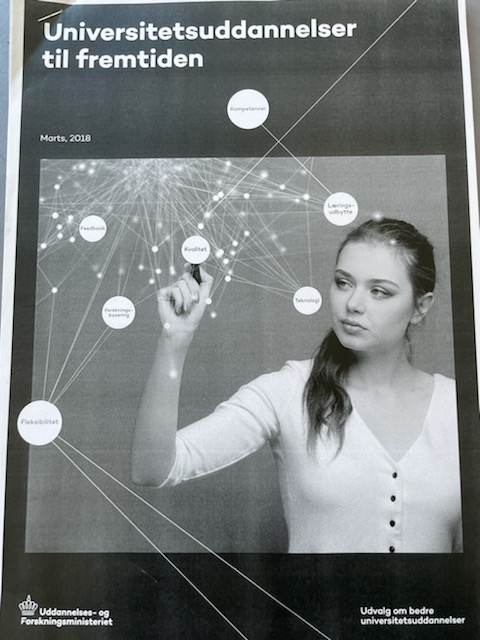 Universitetsuddannelser
til fremtiden
Kompetencer
Marts, 2018
Lærings-
udbytte
Feedback
Kvalitet
Teknologi
Forsknings-
basering
Fleksibilitet
Uddannelses- og
Forskningsministeriet
Udvalg om bedre
universitetsuddannelser